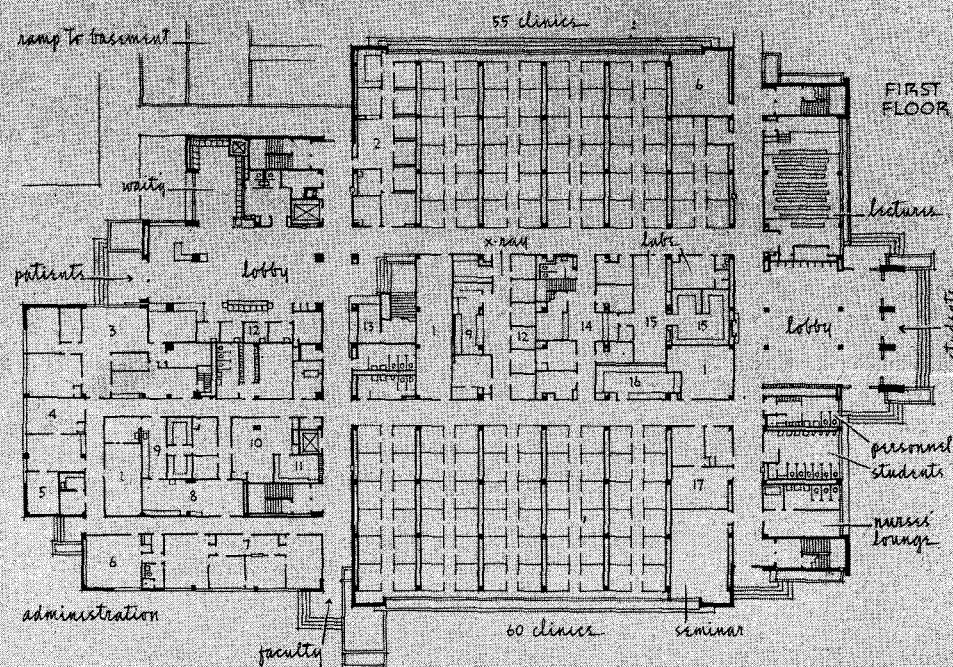 55 clinics
ramp to basement
FIRST
FLOOR
6
2
waitg
lectures
x-ray
labs
patients
lobby
lobby
3
12
13
1
9
12
14
15
15
11
16
1
4
9
10
11
5
8
17
7
6
personnel
students
nurses'
lounge
administration
60 clinics
seminar
faculty